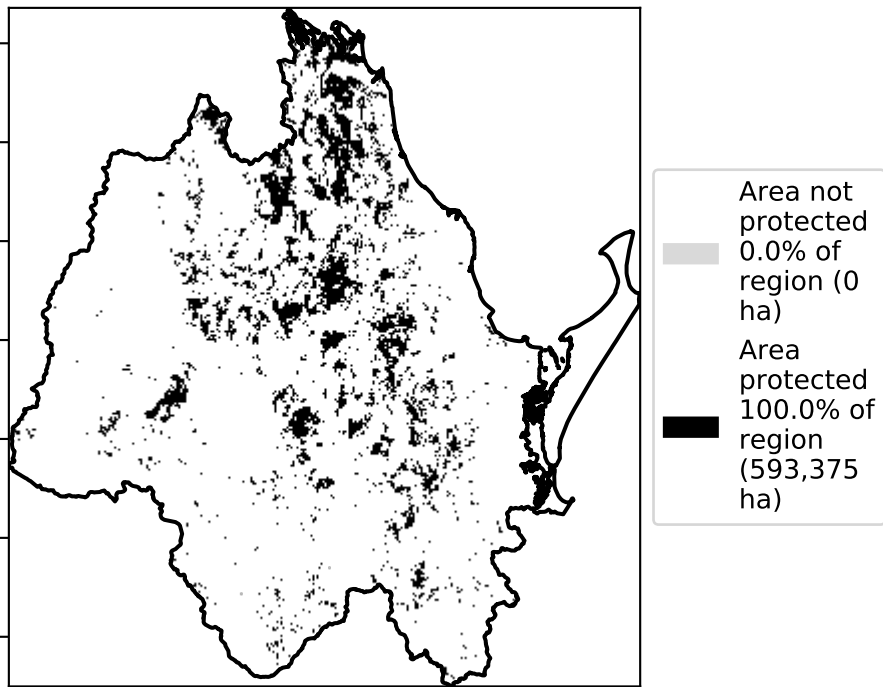 Area not
protected
0.0% of
region (0
ha)
Area
protected
100.0% of
region
(593,375
ha)